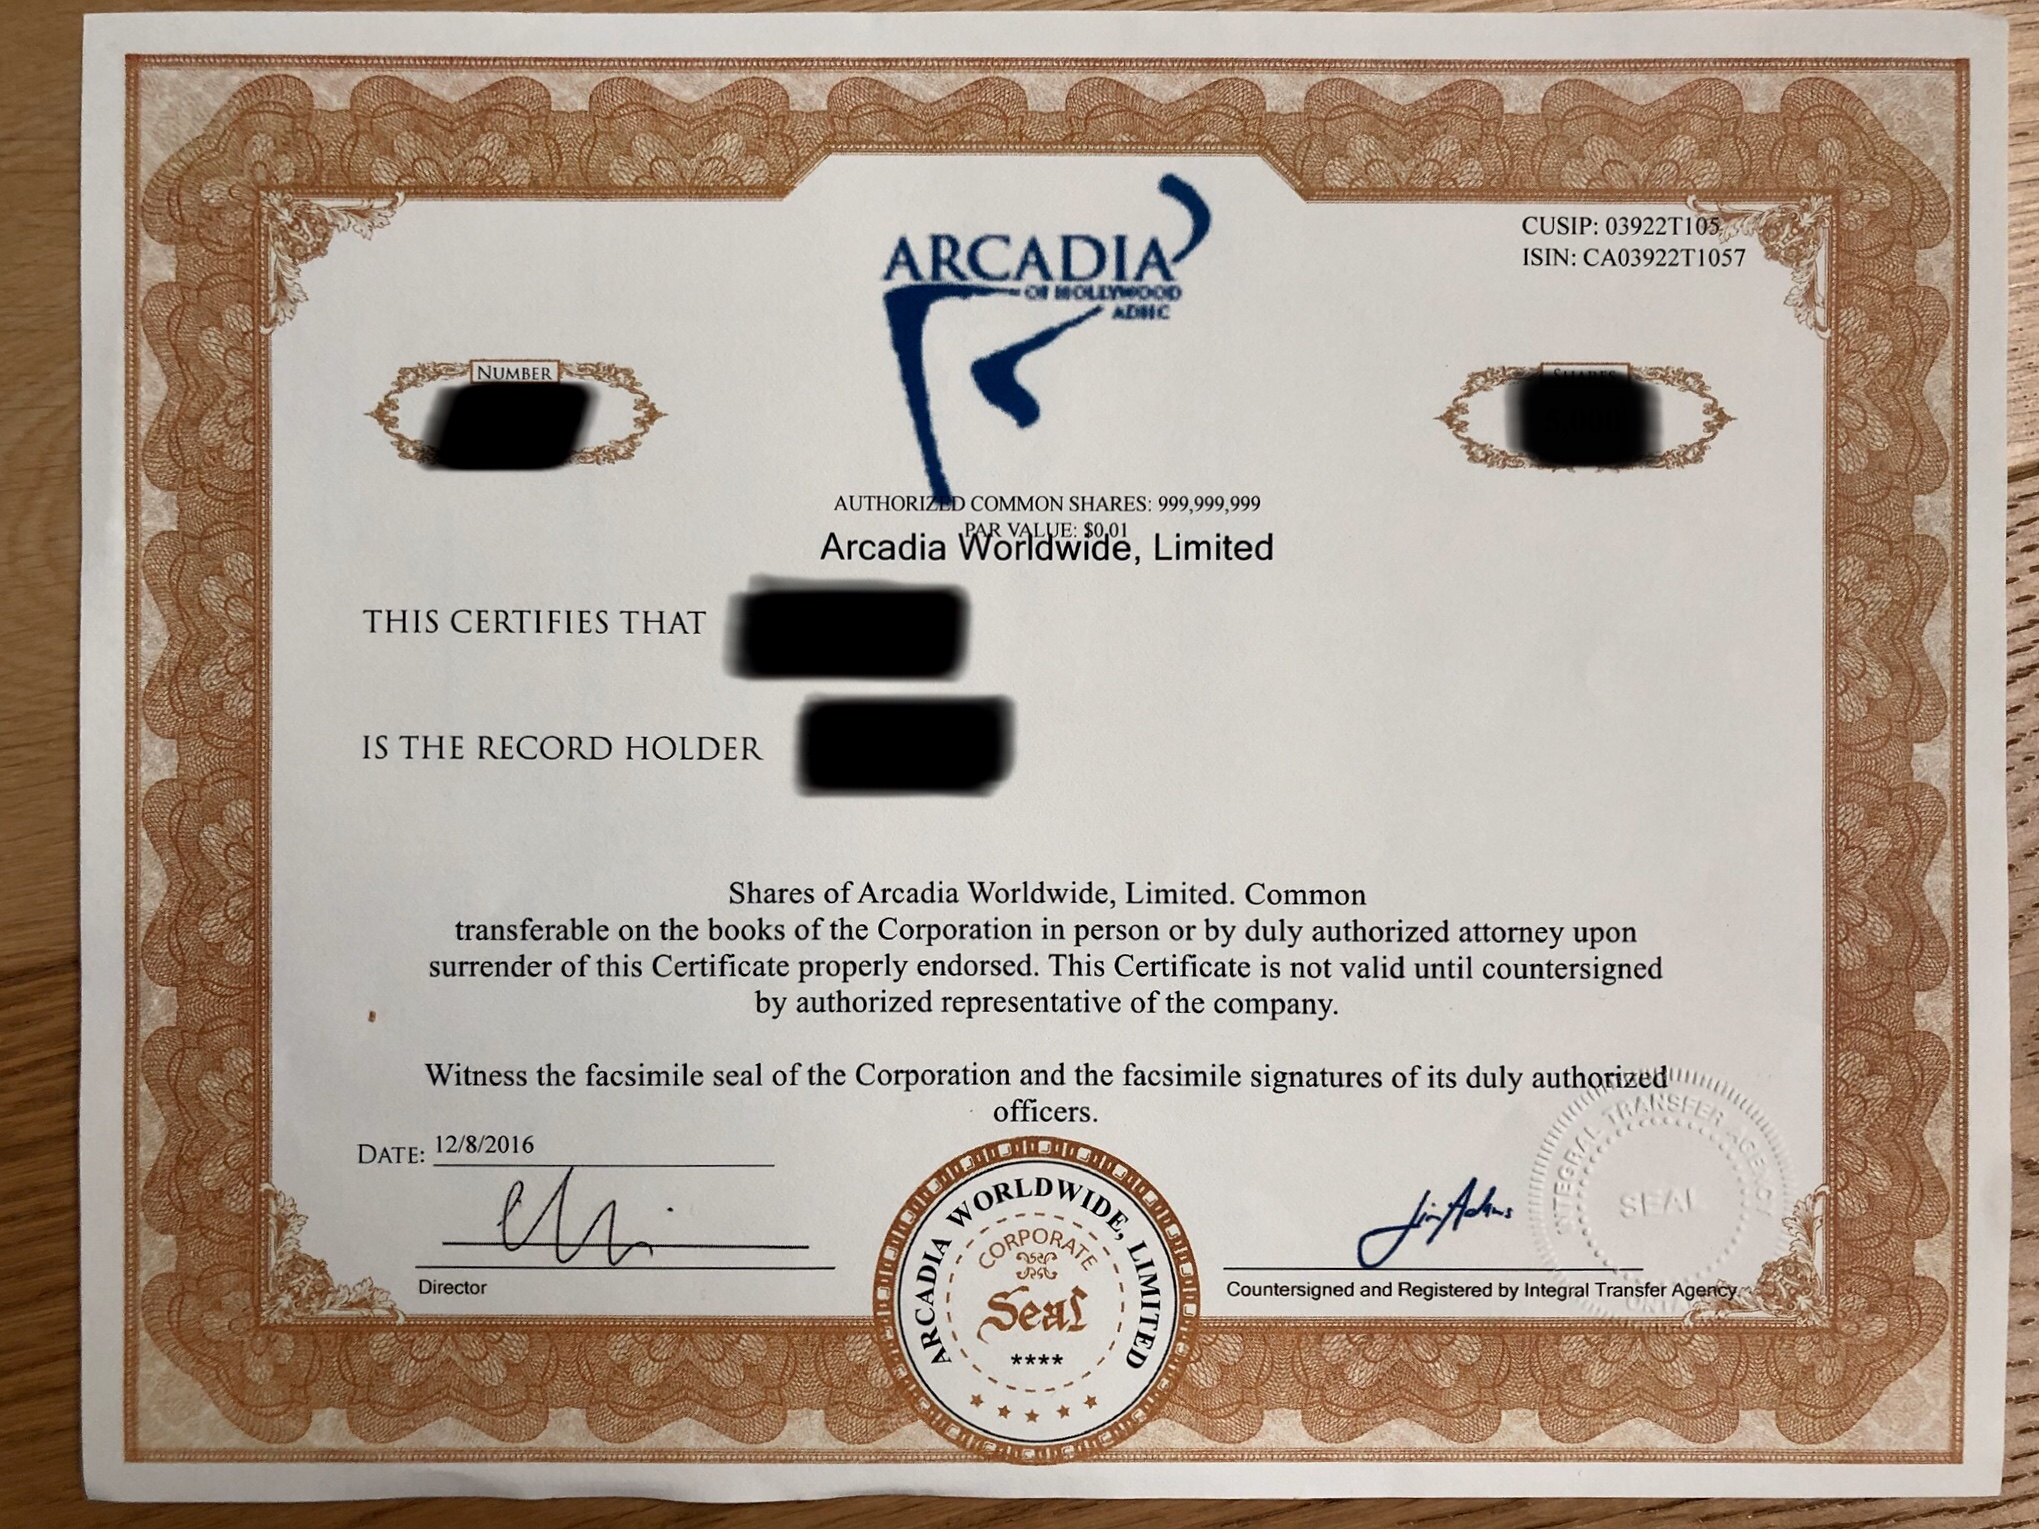 CUSIP: 03922T105
ISIN: CA03922T1057
ARCADIA
OF HOLLYWOOD
ADHC
NUMBER
SHARES
AUTHORIZED COMMON SHARES: 999,999,999
PAR VALUE: $0.01
Arcadia Worldwide, Limited
THIS CERTIFIES THAT
IS THE RECORD HOLDER
Shares of Arcadia Worldwide, Limited. Common
transferable on the books of the Corporation in person or by duly authorized attorney upon
surrender of this Certificate properly endorsed. This Certificate is not valid until countersigned
by authorized representative of the company.
Witness the facsimile seal of the Corporation and the facsimile signatures of its duly authorized
officers.
DATE: 12/8/2016
Director
ARCADIA WORLDWIDE, LIMITED
CORPORATE
Seal
****
Jim Adams
Countersigned and Registered by Integral Transfer Agency
INTEGRAL TRANSFER AGENCY
SEAL